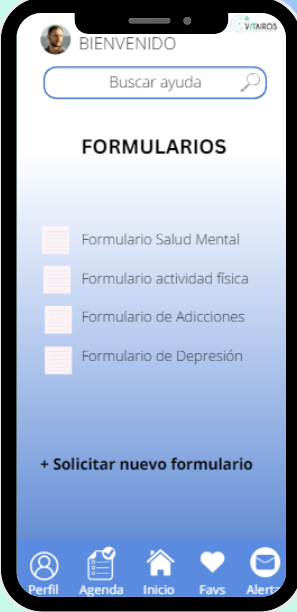 VITAIROS
BIENVENIDO
Buscar ayuda
FORMULARIOS
Formulario Salud Mental
Formulario actividad física
Formulario de Adicciones
Formulario de Depresión
+ Solicitar nuevo formulario
Perfil Agenda Inicio Favs Alerta